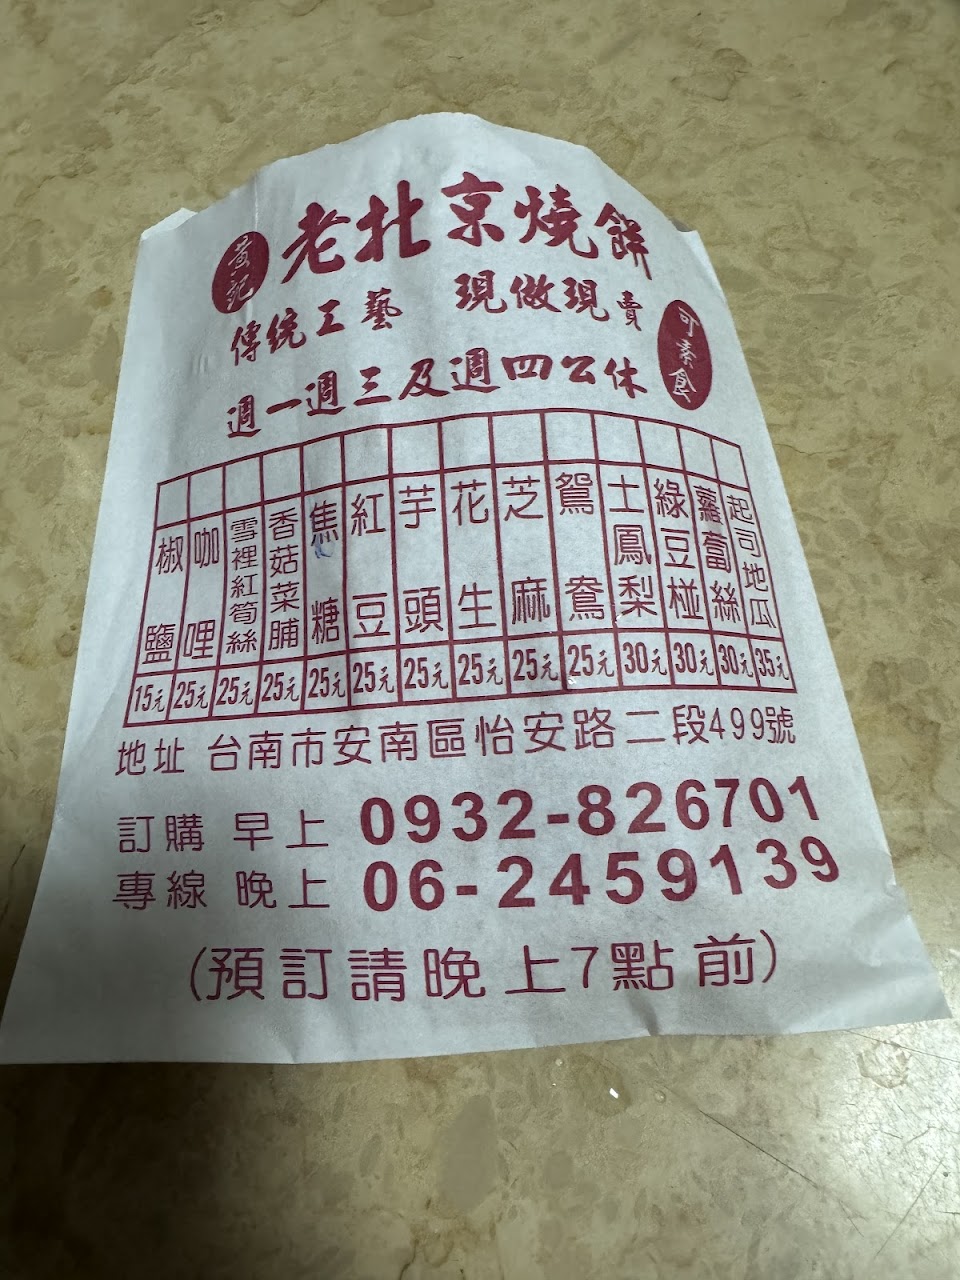 黃記
老北京燒餅
傳統工藝 現做現賣
可素食
週一週三及週四公休
椒鹽 咖哩 雪裡紅筍絲 香菇菜脯 焦糖 紅豆 芋頭 花生 芝麻 鴛鴦 土鳳梨 綠豆椪 蘿蔔絲 起司地瓜
15元 25元 25元 25元 25元 25元 25元 25元 25元 25元 30元 30元 30元 35元
地址 台南市安南區怡安路二段499號
訂購 早上 0932-826701
專線 晚上 06-2459139
(預訂請晚上7點前)